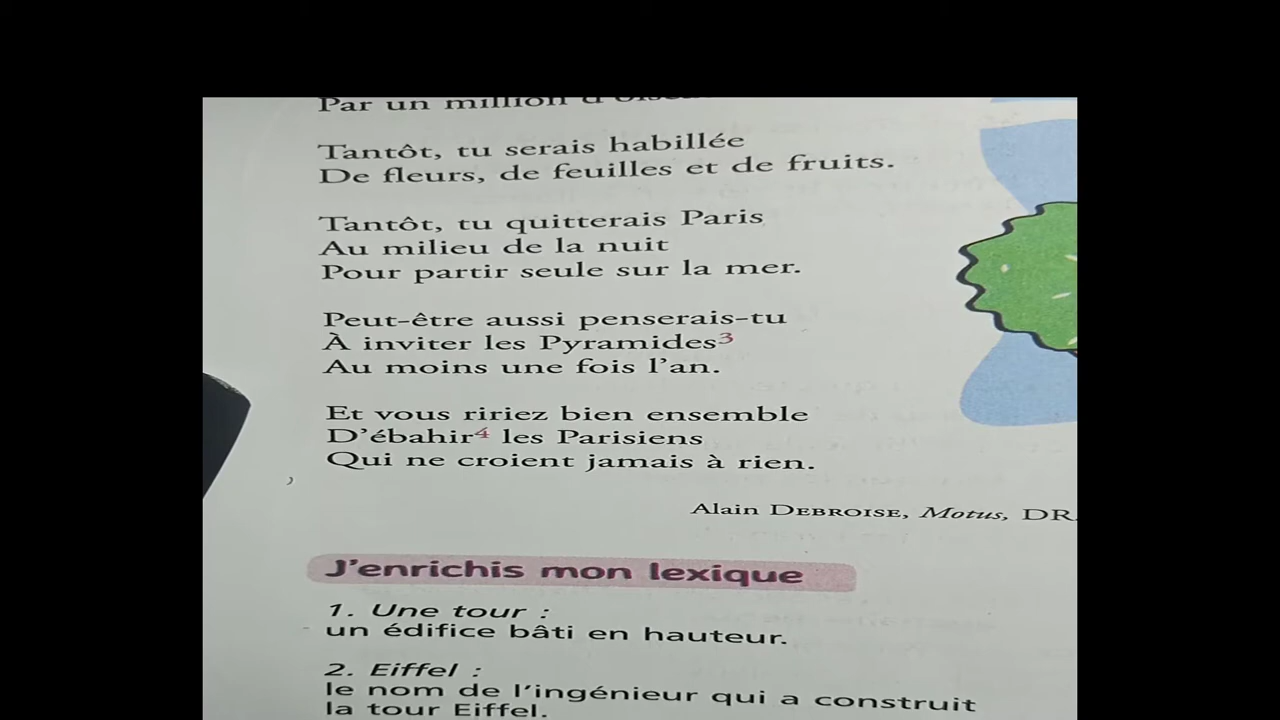 Par un million
Tantôt, tu serais habillée
De fleurs, de feuilles et de fruits.
Tantôt, tu quitterais Paris
Au milieu de la nuit
Pour partir seule sur la mer.
Peut-être aussi penserais-tu
À inviter les Pyramides³
Au moins une fois l'an.
Et vous ririez bien ensemble
D'ébahir⁴ les Parisiens
Qui ne croient jamais à rien.
Alain DEBROISE, Motus, DR
J'enrichis mon lexique
1. Une tour :
un édifice bâti en hauteur.
2. Eiffel :
le nom de l'ingénieur qui a construit
la tour Eiffel.